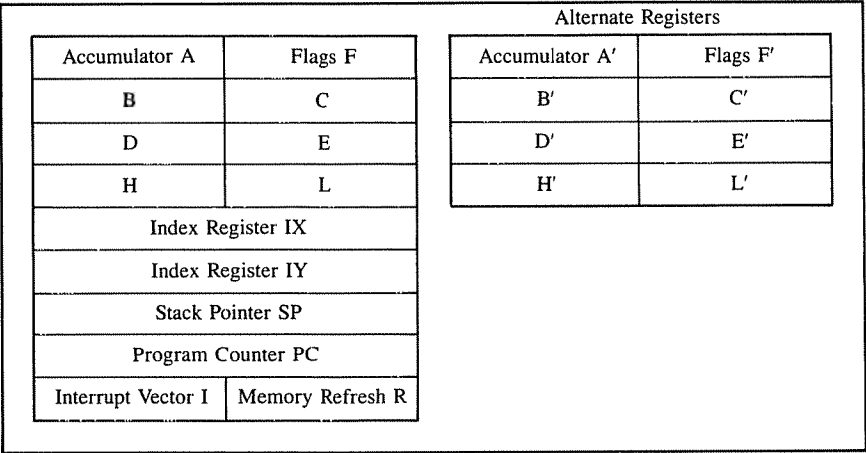 Alternate Registers
Accumulator A Flags F
B C
D E
H L
Index Register IX
Index Register IY
Stack Pointer SP
Program Counter PC
Interrupt Vector I Memory Refresh R
Accumulator A′ Flags F′
B′ C′
D′ E′
H′ L′